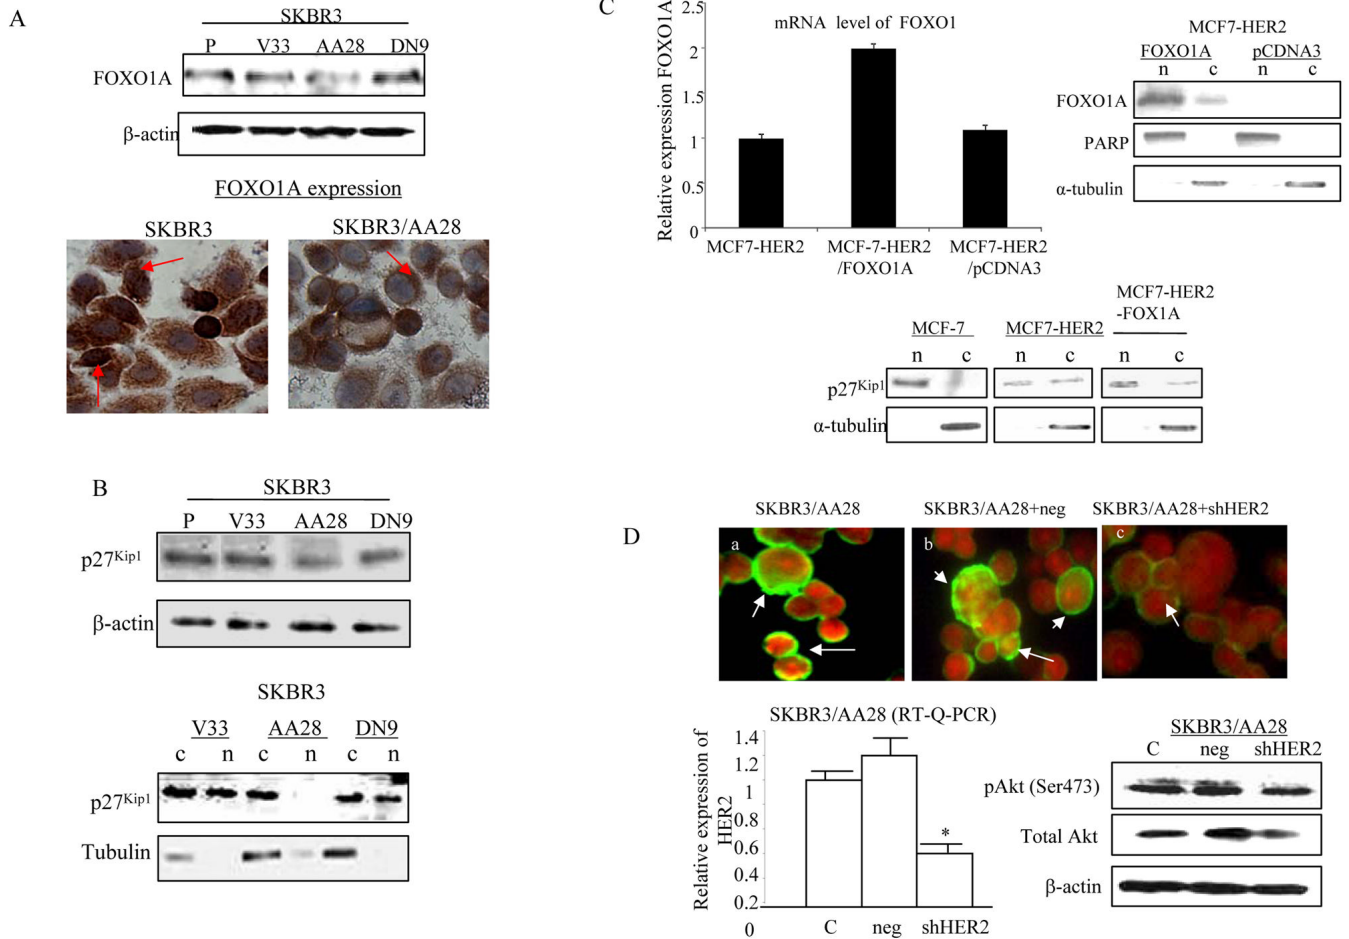 A
SKBR3
P V33 AA28 DN9
FOXO1A
β-actin
FOXO1A expression
SKBR3
SKBR3/AA28
B
SKBR3
P V33 AA28 DN9
p27Kip1
β-actin
SKBR3
V33 AA28 DN9
c n c n c n
p27Kip1
Tubulin
C
Relative expression FOXO1A
mRNA level of FOXO1
2.5
2
1.5
1
0.5
0
MCF7-HER2
MCF-7-HER2
/FOXO1A
MCF7-HER2
/pCDNA3
MCF7-HER2
FOXO1A pCDNA3
n c n c
FOXO1A
PARP
α-tubulin
MCF-7
MCF7-HER2
MCF7-HER2
-FOX1A
n c n c n c
p27Kip1
α-tubulin
D
SKBR3/AA28
SKBR3/AA28+neg
SKBR3/AA28+shHER2
a
b
c
SKBR3/AA28 (RT-Q-PCR)
Relative expression of
HER2
1.4
1.2
1
0.8
0.6
0.4
0.2
0
*
C neg shHER2
SKBR3/AA28
C neg shHER2
pAkt (Ser473)
Total Akt
β-actin